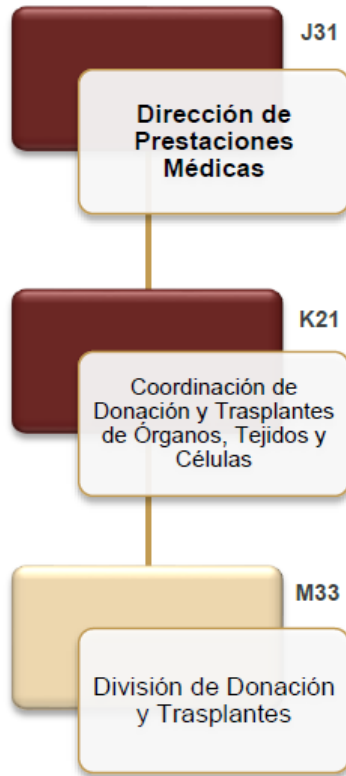 J31
Dirección de
Prestaciones
Médicas
K21
Coordinación de
Donación y Trasplantes
de Órganos, Tejidos y
Células
M33
División de Donación
y Trasplantes